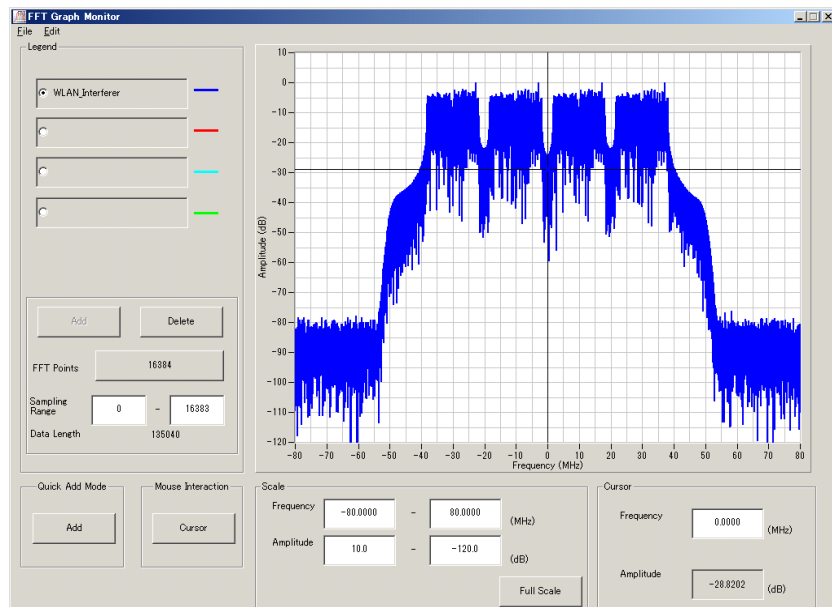 FFT Graph Monitor
File Edit
Legend
WLAN_Interferer
Add
Delete
FFT Points
16384
Sampling
Range
0
-
16383
Data Length
135040
Quick Add Mode
Add
Mouse Interaction
Cursor
Amplitude (dB)
10
0
-10
-20
-30
-40
-50
-60
-70
-80
-90
-100
-110
-120
-80 -70 -60 -50 -40 -30 -20 -10 0 10 20 30 40 50 60 70 80
Frequency (MHz)
Scale
Frequency
-80.0000
-
80.0000
(MHz)
Amplitude
10.0
-
-120.0
(dB)
Full Scale
Cursor
Frequency
0.0000
(MHz)
Amplitude
-28.8202
(dB)